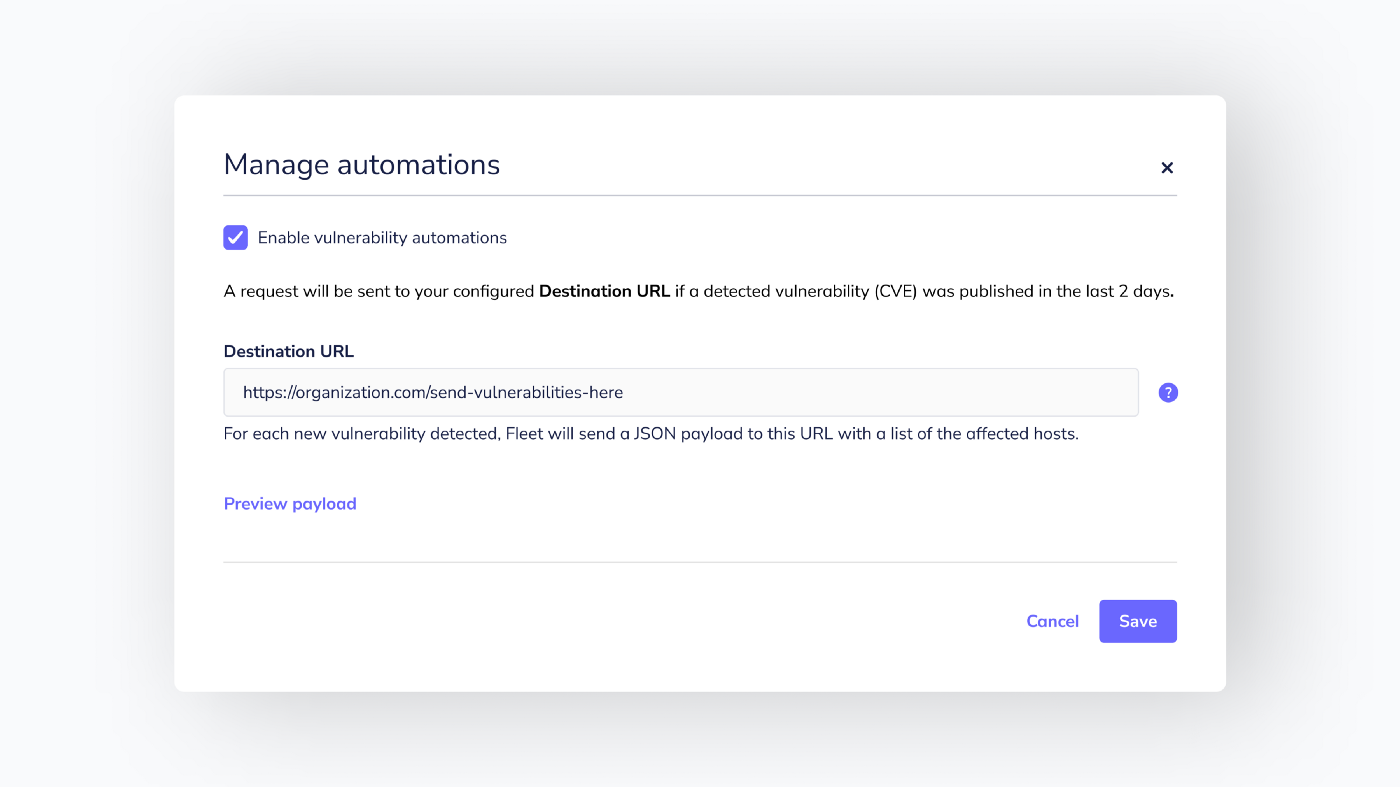 Manage automations
Enable vulnerability automations
A request will be sent to your configured Destination URL if a detected vulnerability (CVE) was published in the last 2 days.
Destination URL
https://organization.com/send-vulnerabilities-here
?
For each new vulnerability detected, Fleet will send a JSON payload to this URL with a list of the affected hosts.
Preview payload
Cancel Save